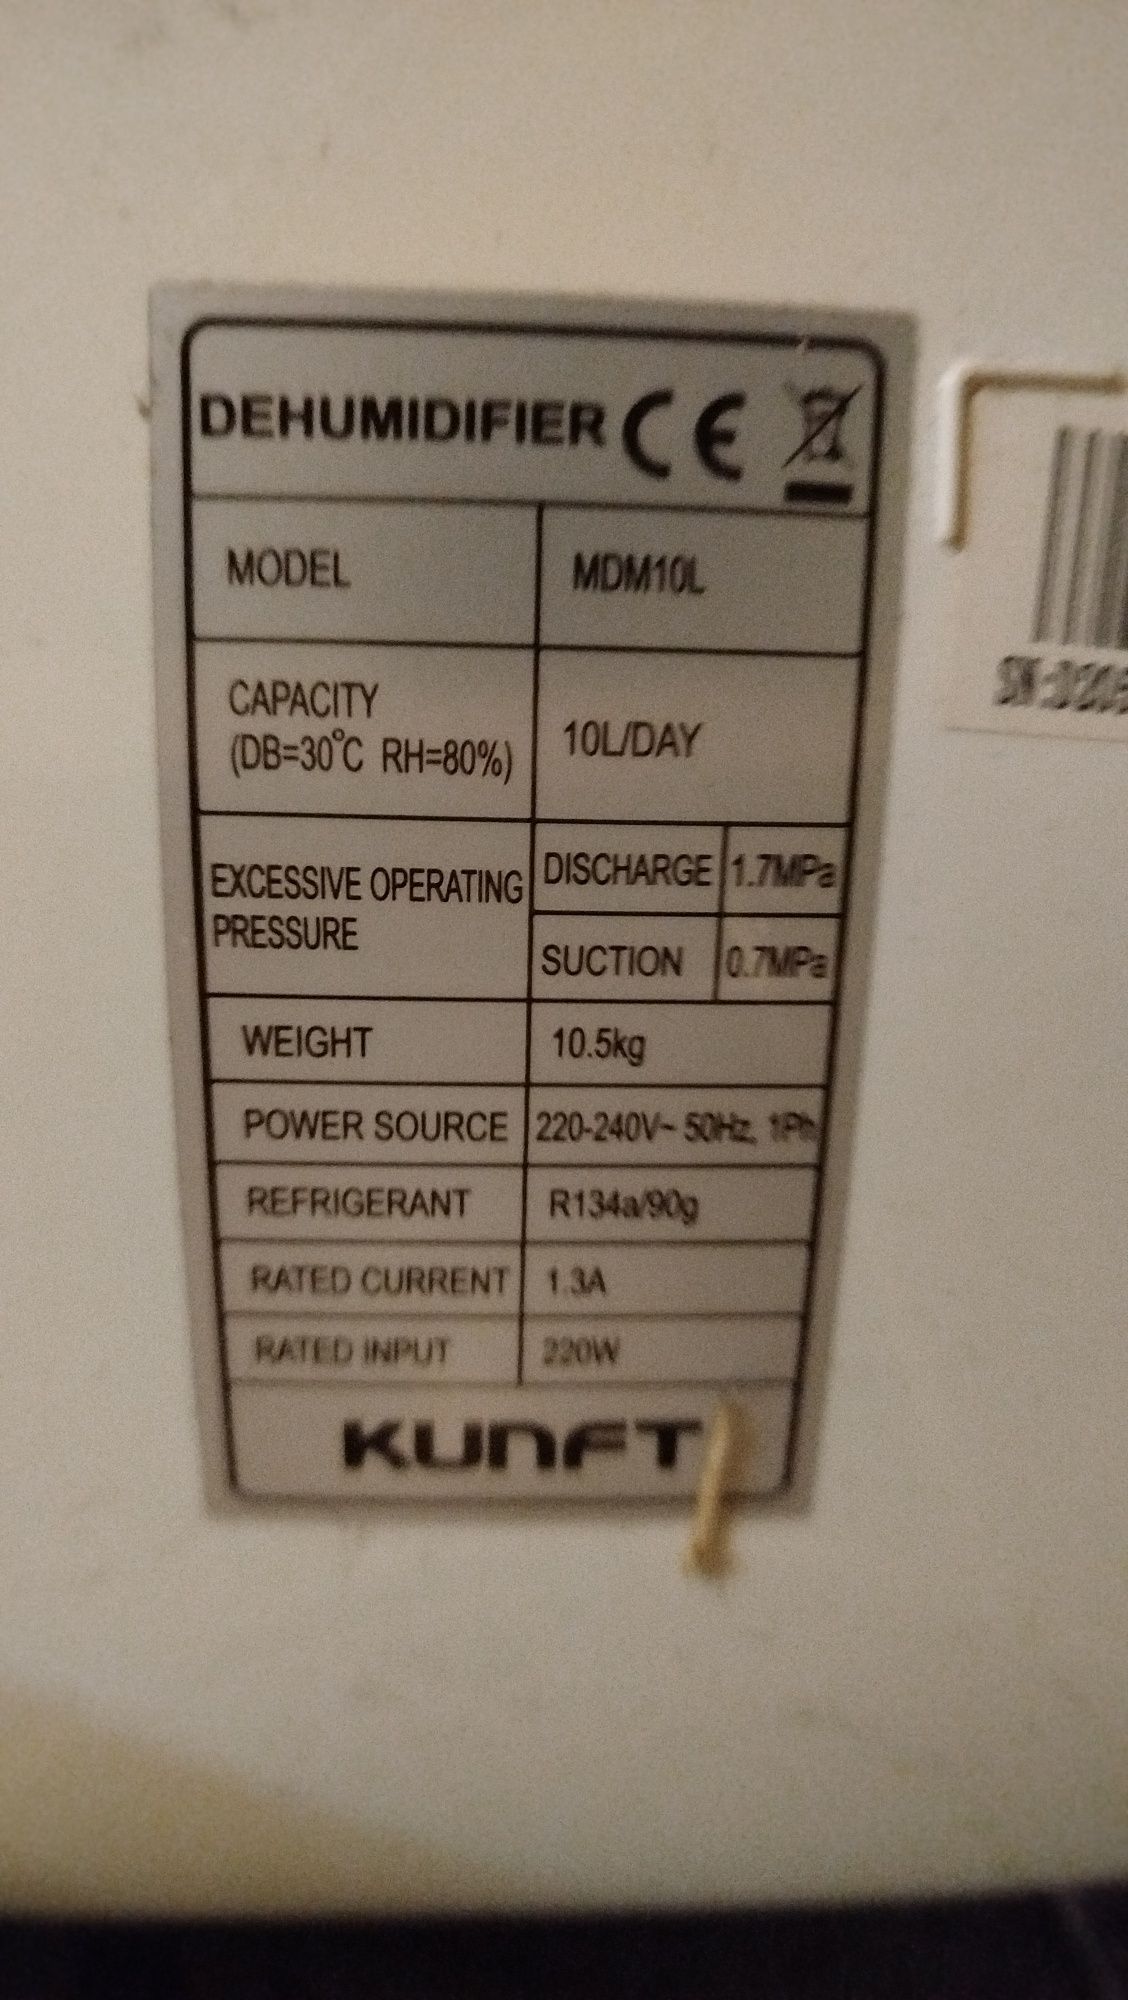 DEHUMIDIFIER CE
MODEL MDM10L
CAPACITY
(DB=30°C RH=80%) 10L/DAY
EXCESSIVE OPERATING
PRESSURE
DISCHARGE 1.7MPa
SUCTION 0.7MPa
WEIGHT 10.5kg
POWER SOURCE 220-240V~ 50Hz, 1Ph
REFRIGERANT R134a/90g
RATED CURRENT 1.3A
RATED INPUT 220W
KUNFT